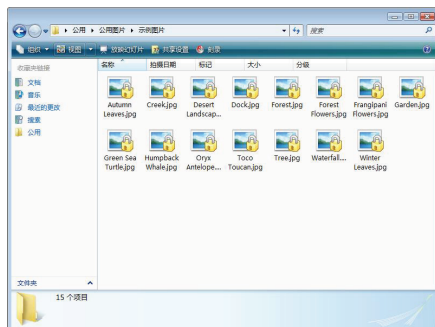 公用 ▸ 公用图片 ▸ 示例图片
搜索
组织 视图 放映幻灯片 共享设置 刻录
收藏夹链接
文档
音乐
最近的更改
搜索
公用
文件夹
名称 拍摄日期 标记 大小 分级
Autumn Leaves.jpg
Creek.jpg
Desert Landscap...
Dock.jpg
Forest.jpg
Forest Flowers.jpg
Frangipani Flowers.jpg
Garden.jpg
Green Sea Turtle.jpg
Humpback Whale.jpg
Oryx Antelope...
Toco Toucan.jpg
Tree.jpg
Waterfall....
Winter Leaves.jpg
15 个项目